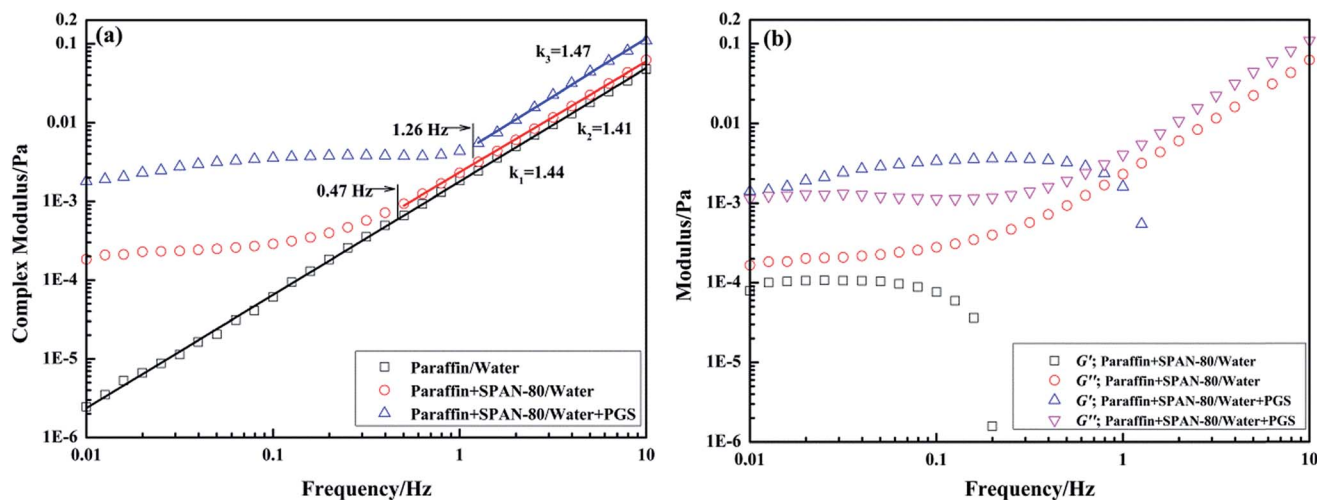 (a)
k₃=1.47
1.26 Hz
k₂=1.41
k₁=1.44
0.47 Hz
0.2
0.1
0.01
1E-3
1E-4
1E-5
1E-6
Complex Modulus/Pa
Paraffin/Water
Paraffin+SPAN-80/Water
Paraffin+SPAN-80/Water+PGS
0.01 0.1 1 10
Frequency/Hz
(b)
0.2
0.1
0.01
1E-3
1E-4
1E-5
1E-6
Modulus/Pa
G′; Paraffin+SPAN-80/Water
G′′; Paraffin+SPAN-80/Water
G′; Paraffin+SPAN-80/Water+PGS
G′′; Paraffin+SPAN-80/Water+PGS
0.01 0.1 1 10
Frequency/Hz